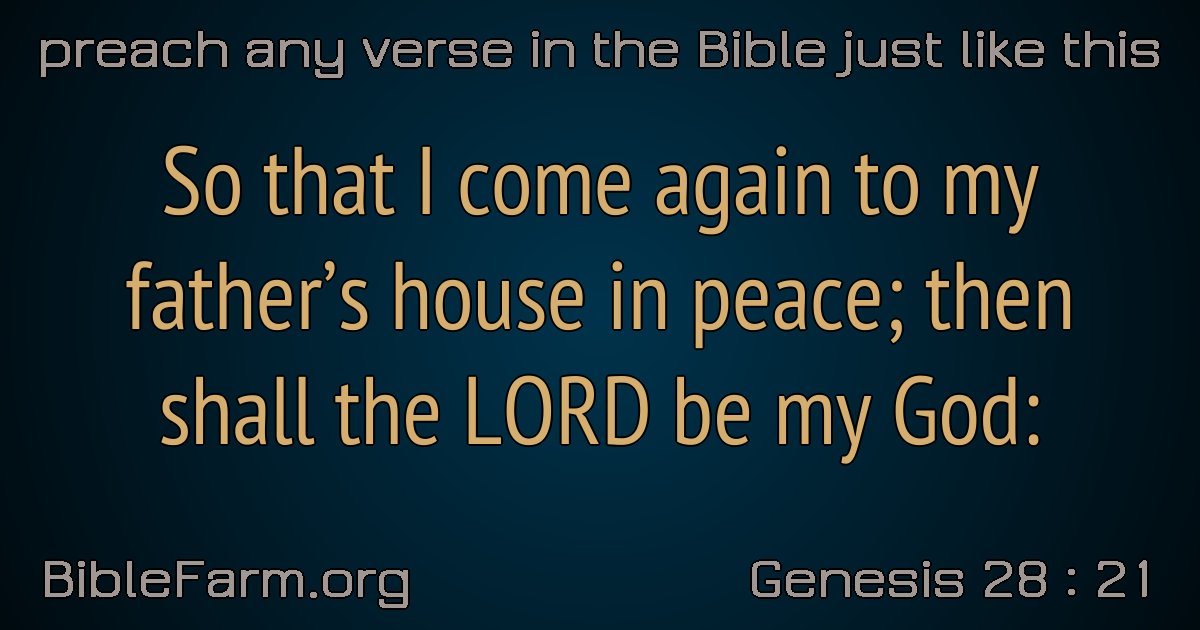 preach any verse in the Bible just like this
So that I come again to my
father’s house in peace; then
shall the LORD be my God:
BibleFarm.org
Genesis 28 : 21